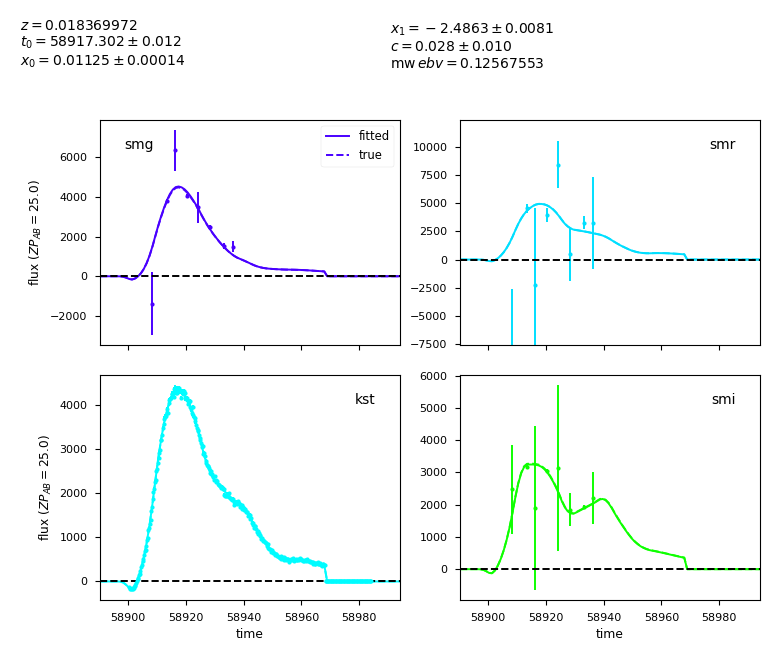 z = 0.018369972
t0 = 58917.302 ± 0.012
x0 = 0.01125 ± 0.00014
x1 = −2.4863 ± 0.0081
c = 0.028 ± 0.010
mw ebv = 0.12567553
smg
fitted
true
6000
4000
2000
0
−2000
flux (ZP_AB = 25.0)
smr
10000
7500
5000
2500
0
−2500
−5000
−7500
kst
4000
3000
2000
1000
0
flux (ZP_AB = 25.0)
58900 58920 58940 58960 58980
time
smi
6000
5000
4000
3000
2000
1000
0
58900 58920 58940 58960 58980
time